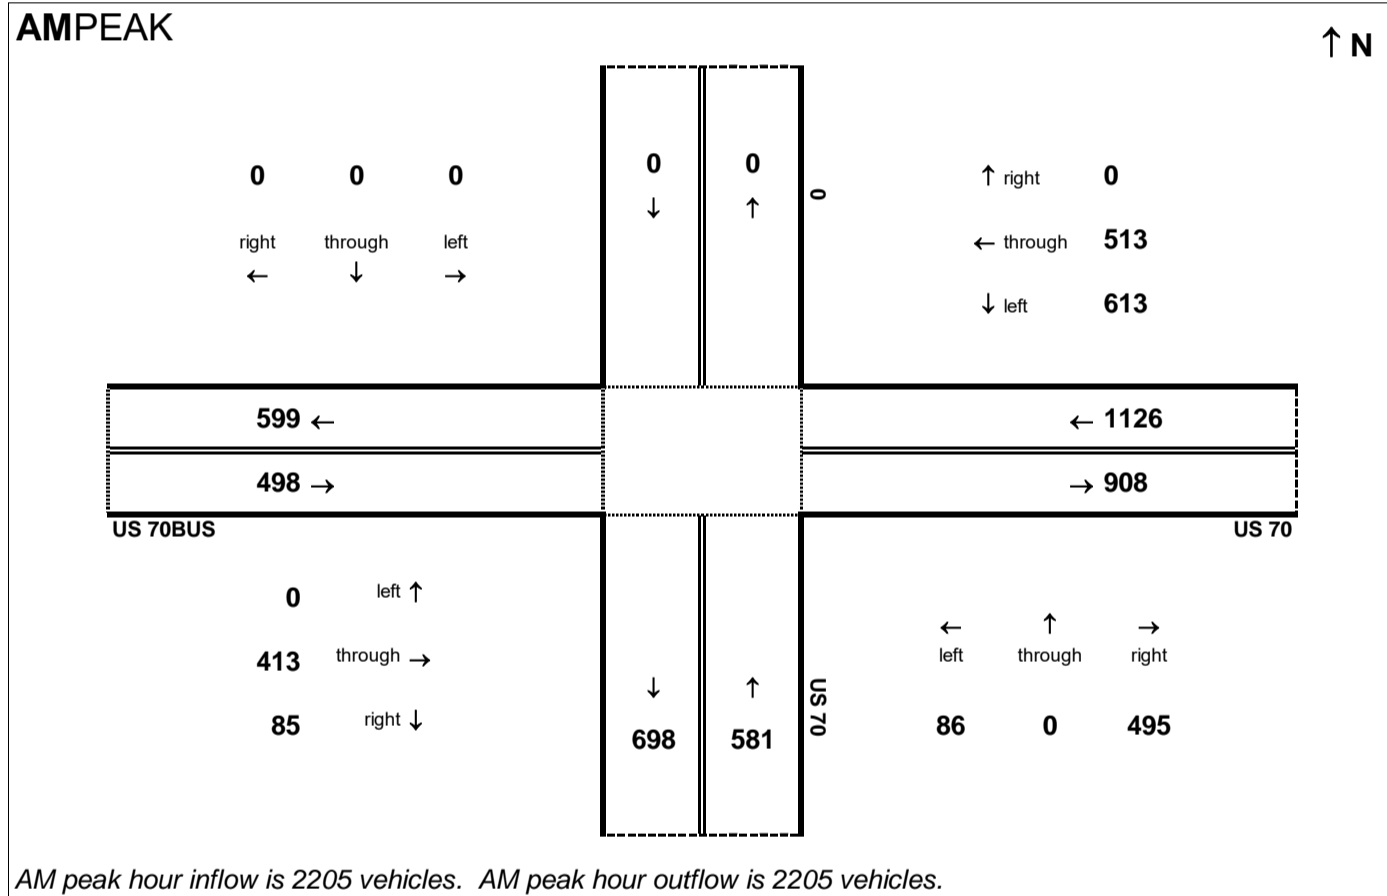 AMPEAK
↑ N
0 0 0
right through left
← ↓ →
0 0
↓ ↑
0
↑ right 0
← through 513
↓ left 613
599 ←
498 →
← 1126
→ 908
US 70BUS
US 70
0 left ↑
413 through →
85 right ↓
↓ ↑
698 581
US 70
← ↑ →
left through right
86 0 495
AM peak hour inflow is 2205 vehicles. AM peak hour outflow is 2205 vehicles.